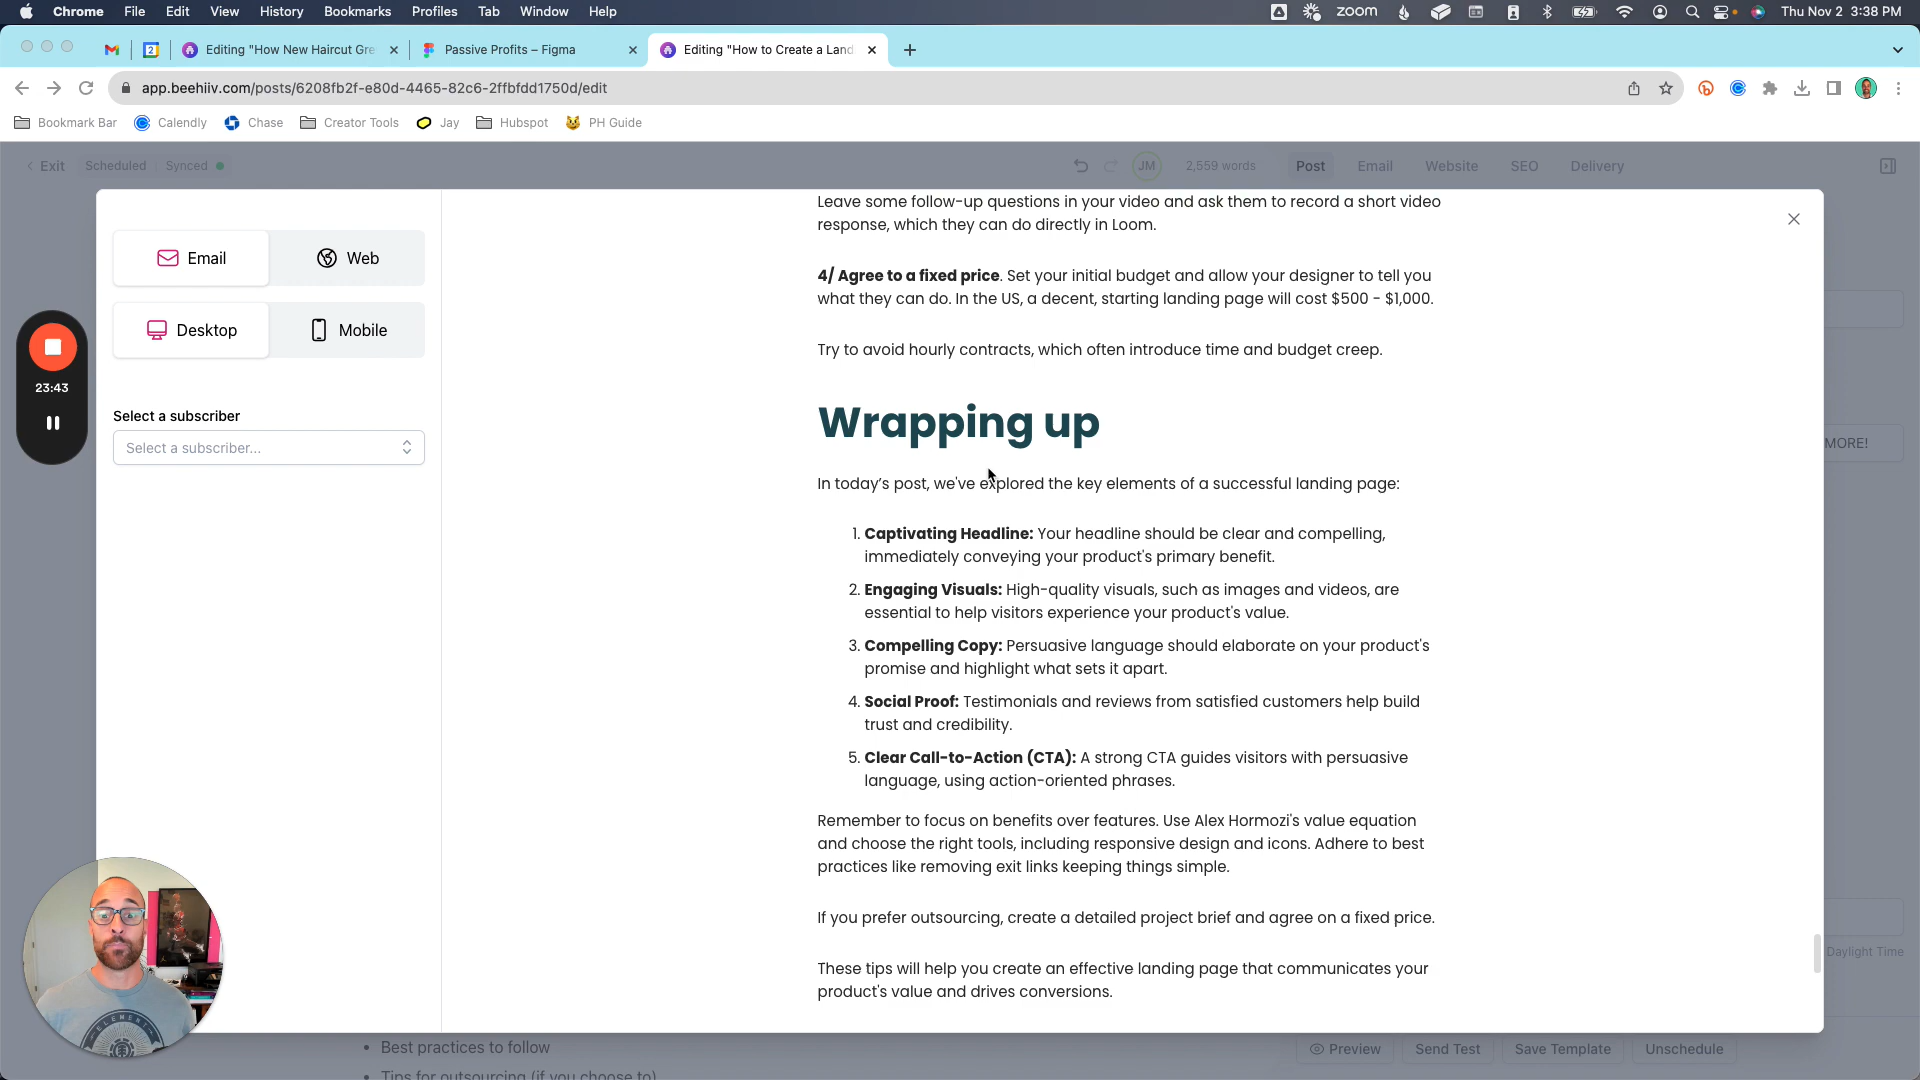 Chrome File Edit View History Bookmarks Profiles Tab Window Help
zoom
Thu Nov 2 3:38 PM
2
Editing "How New Haircut Gre
Passive Profits – Figma
Editing "How to Create a Land
app.beehiiv.com/posts/6208fb2f-e80d-4465-82c6-2ffbfdd1750d/edit
Bookmark Bar
Calendly
Chase
Creator Tools
Jay
Hubspot
PH Guide
Exit
Scheduled
Synced
JM
2,559 words
Post
Email
Website
SEO
Delivery
Email
Web
Desktop
Mobile
23:43
Select a subscriber
Select a subscriber...
Leave some follow-up questions in your video and ask them to record a short video
response, which they can do directly in Loom.
4/ Agree to a fixed price. Set your initial budget and allow your designer to tell you
what they can do. In the US, a decent, starting landing page will cost $500 - $1,000.
Try to avoid hourly contracts, which often introduce time and budget creep.
Wrapping up
In today's post, we've explored the key elements of a successful landing page:
1. Captivating Headline: Your headline should be clear and compelling,
immediately conveying your product's primary benefit.
2. Engaging Visuals: High-quality visuals, such as images and videos, are
essential to help visitors experience your product's value.
3. Compelling Copy: Persuasive language should elaborate on your product's
promise and highlight what sets it apart.
4. Social Proof: Testimonials and reviews from satisfied customers help build
trust and credibility.
5. Clear Call-to-Action (CTA): A strong CTA guides visitors with persuasive
language, using action-oriented phrases.
Remember to focus on benefits over features. Use Alex Hormozi's value equation
and choose the right tools, including responsive design and icons. Adhere to best
practices like removing exit links keeping things simple.
If you prefer outsourcing, create a detailed project brief and agree on a fixed price.
These tips will help you create an effective landing page that communicates your
product's value and drives conversions.
MORE!
Daylight Time
ELEMENT
Best practices to follow
Tips for outsourcing (if you choose to)
Preview
Send Test
Save Template
Unschedule